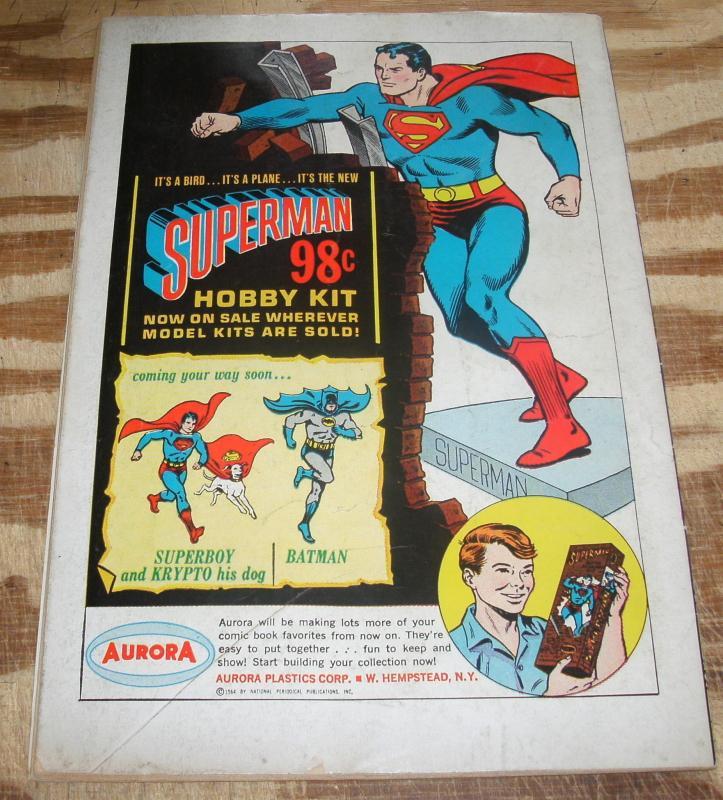 IT'S A BIRD...IT'S A PLANE...IT'S THE NEW
SUPERMAN
98c
HOBBY KIT
NOW ON SALE WHEREVER
MODEL KITS ARE SOLD!
coming your way soon...
SUPERBOY
and KRYPTO his dog
BATMAN
SUPERMAN
SUPERMAN
AURORA
Aurora will be making lots more of your
comic book favorites from now on. They're
easy to put together . . . fun to keep and
show! Start building your collection now!
AURORA PLASTICS CORP. ■ W. HEMPSTEAD, N.Y.
©1964 BY NATIONAL PERIODICAL PUBLICATIONS, INC.